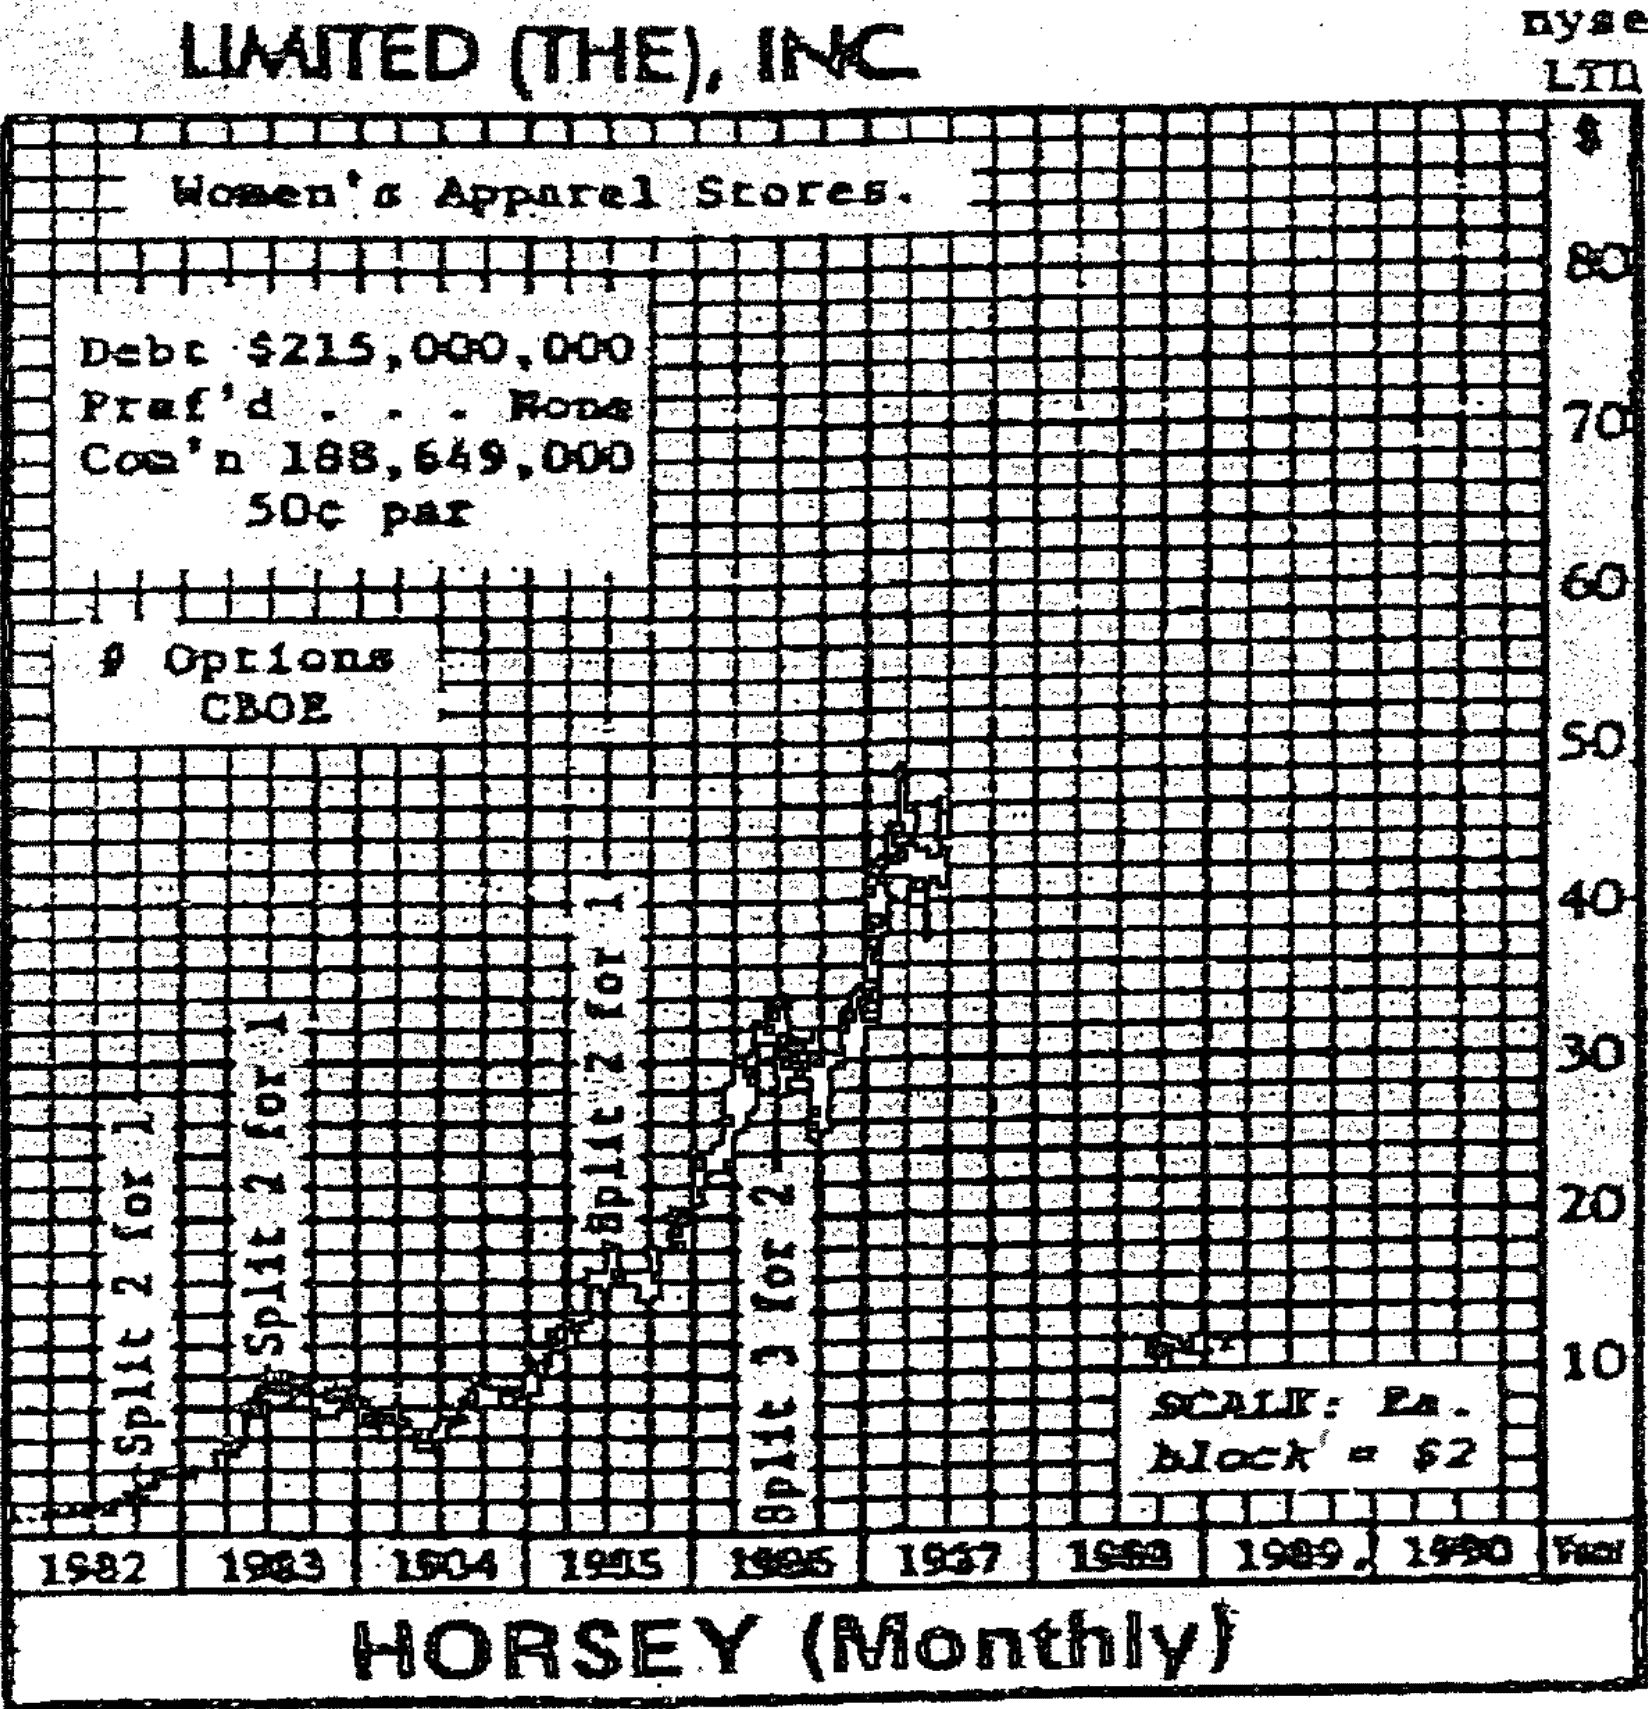 LIMITED (THE), INC
nyse
LTD
$
Women's Apparel Stores.
80
Debt $215,000,000
Pref'd . . . None
70
Com'n 188,649,000
50¢ par
60
# Options
CBOE
50
40
30
20
10
Split 2 for 1
Split 2 for 1
Split 2 for 1
Split 3 for 2
SCALE: Ea.
block = $2
1982 1983 1984 1985 1986 1987 1988 1989 1990 Year
HORSEY (Monthly)